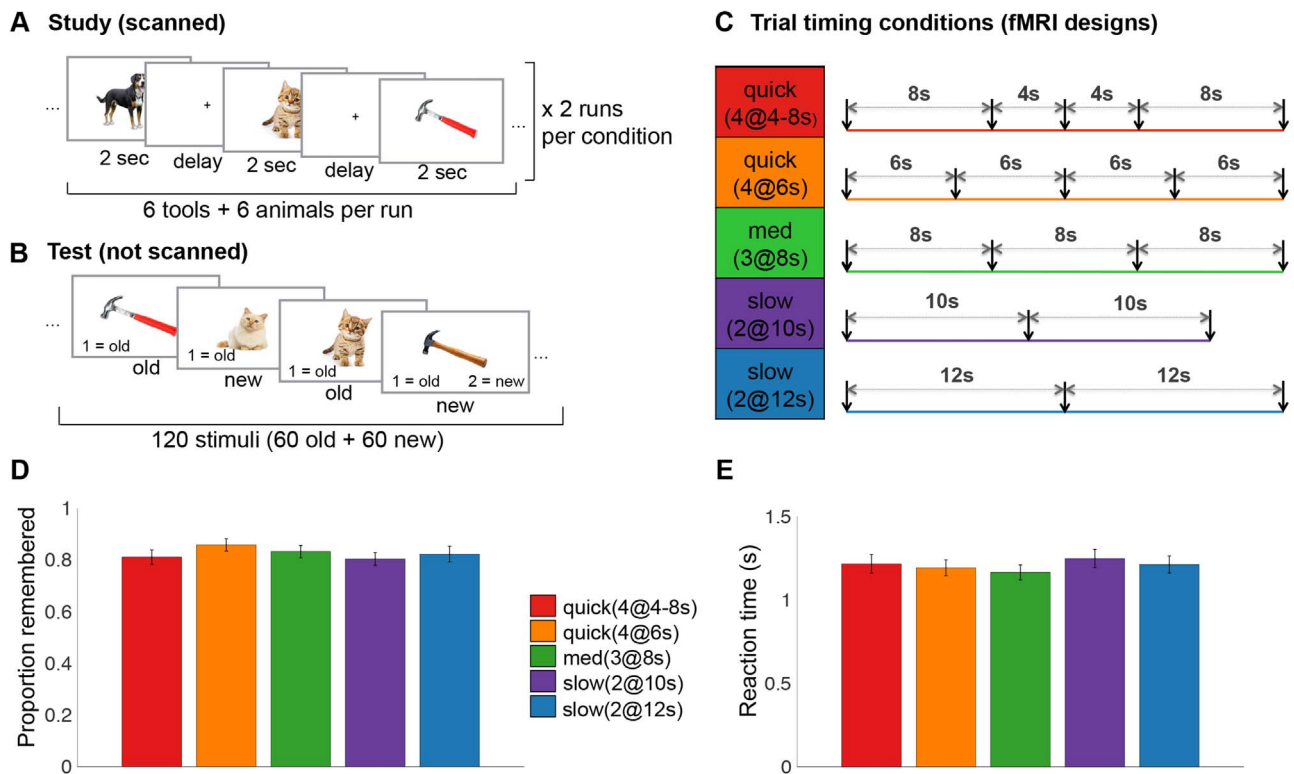 A Study (scanned)
...
+
+
...
2 sec
delay
2 sec
delay
2 sec
x 2 runs
per condition
6 tools + 6 animals per run
B Test (not scanned)
...
1 = old
1 = old
1 = old
1 = old 2 = new
...
old
new
old
new
120 stimuli (60 old + 60 new)
C Trial timing conditions (fMRI designs)
quick
(4@4-8s)
8s 4s 4s 8s
quick
(4@6s)
6s 6s 6s 6s
med
(3@8s)
8s 8s 8s
slow
(2@10s)
10s 10s
slow
(2@12s)
12s 12s
D
Proportion remembered
1
0.8
0.6
0.4
0.2
0
quick(4@4-8s)
quick(4@6s)
med(3@8s)
slow(2@10s)
slow(2@12s)
E
Reaction time (s)
1.5
1
0.5
0